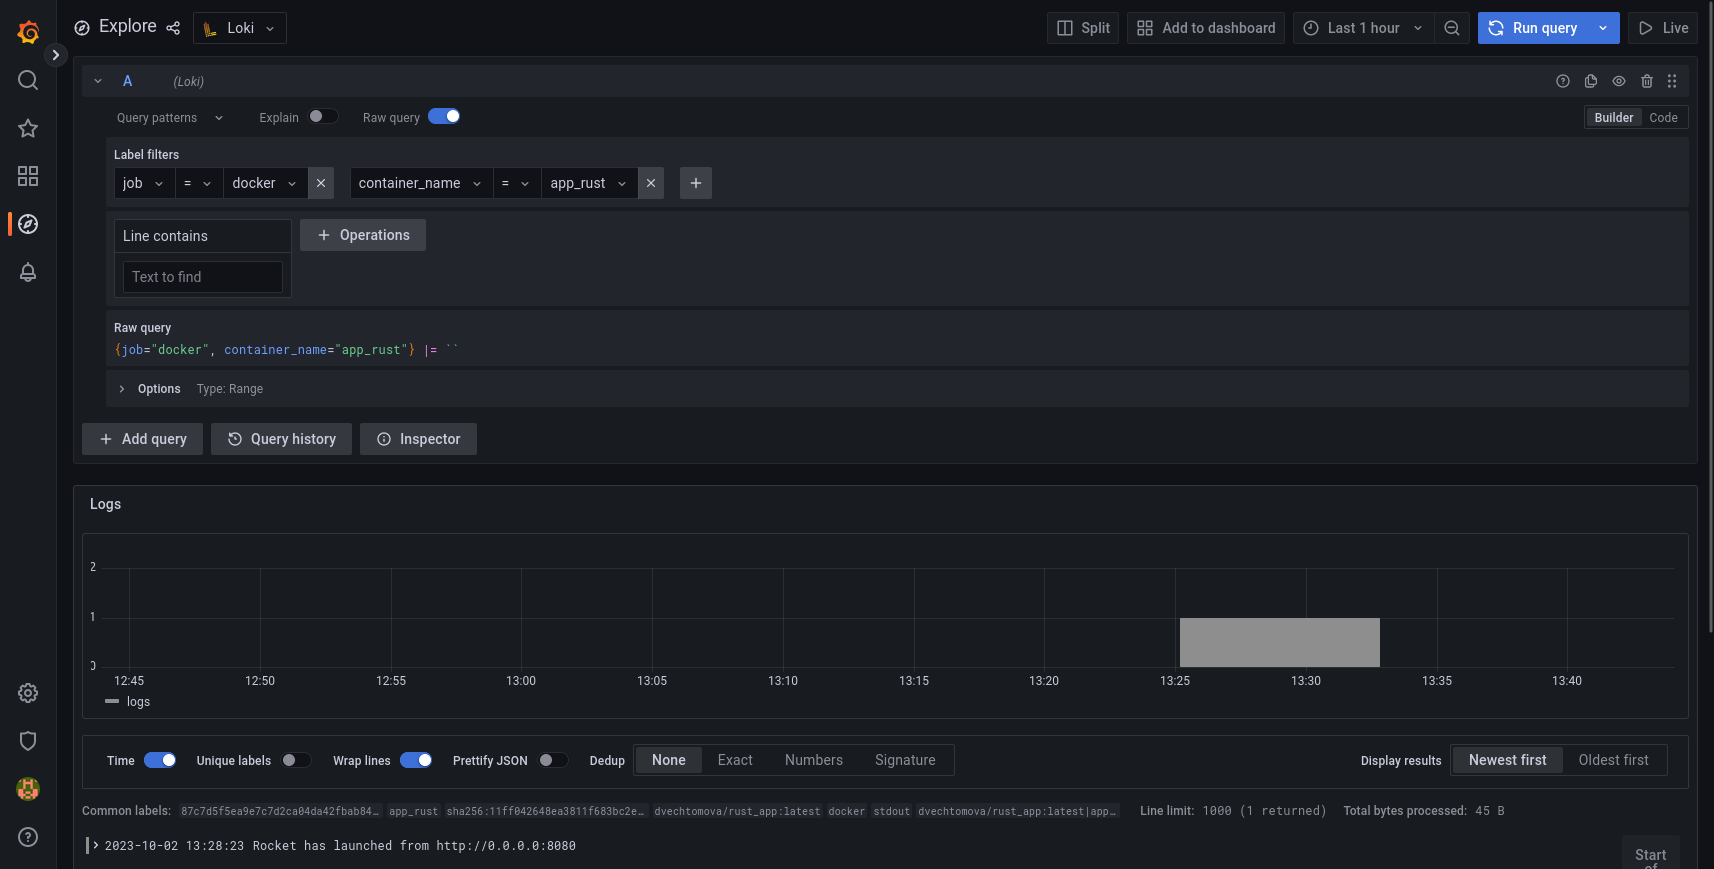 Explore Loki Split Add to dashboard Last 1 hour Run query Live
A (Loki)
Query patterns Explain Raw query Builder Code
Label filters
job = docker container_name = app_rust
Line contains Operations
Text to find
Raw query
{job="docker", container_name="app_rust"} |= ``
Options Type: Range
Add query Query history Inspector
Logs
2
1
0
12:45 12:50 12:55 13:00 13:05 13:10 13:15 13:20 13:25 13:30 13:35 13:40
logs
Time Unique labels Wrap lines Prettify JSON Dedup None Exact Numbers Signature Display results Newest first Oldest first
Common labels: 87c7d5f5ea9e7c7d2ca04da42fbab84… app_rust sha256:11ff042648ea3811f683bc2e… dvechtomova/rust_app:latest docker stdout dvechtomova/rust_app:latest|app… Line limit: 1000 (1 returned) Total bytes processed: 45 B
2023-10-02 13:28:23 Rocket has launched from http://0.0.0.0:8080
Start
of